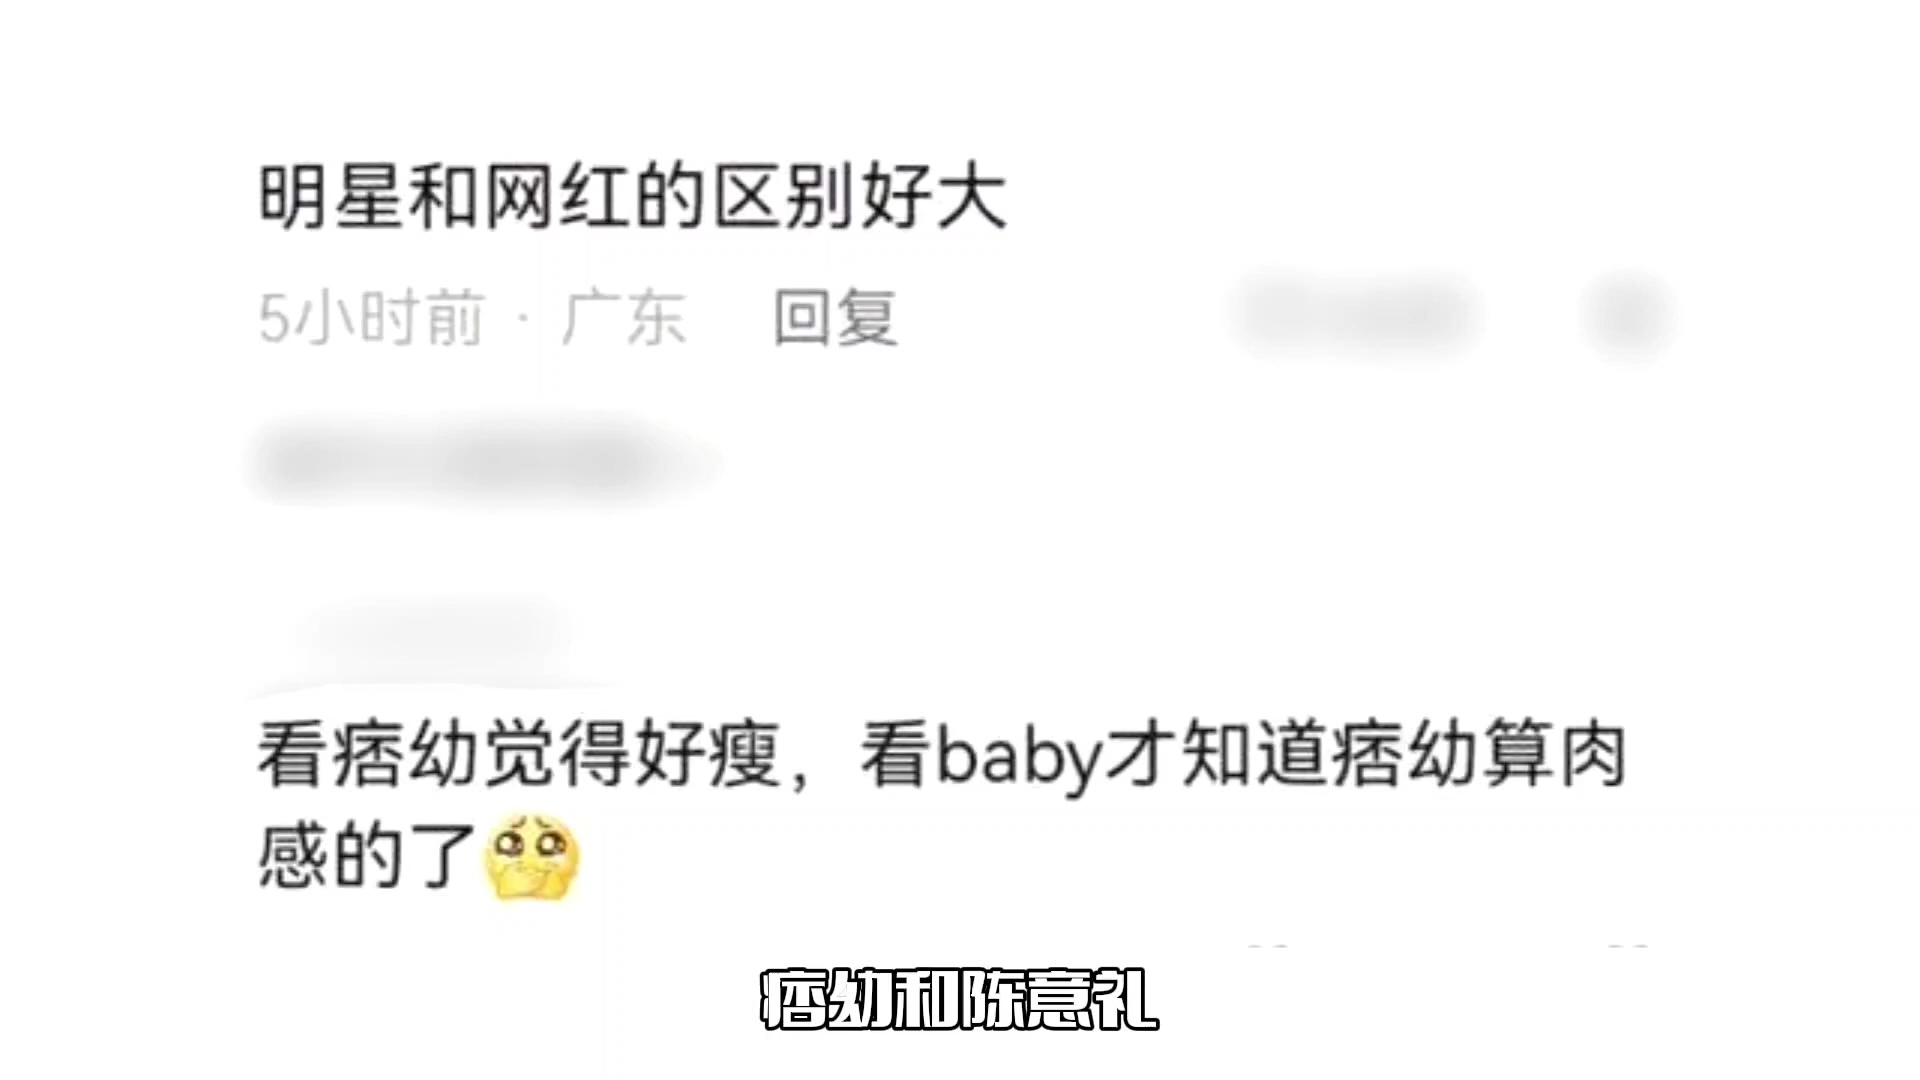 明星和网红的区别好大
5小时前 · 广东 回复
看痞幼觉得好瘦，看baby才知道痞幼算肉
感的了
痞幼和陈意礼